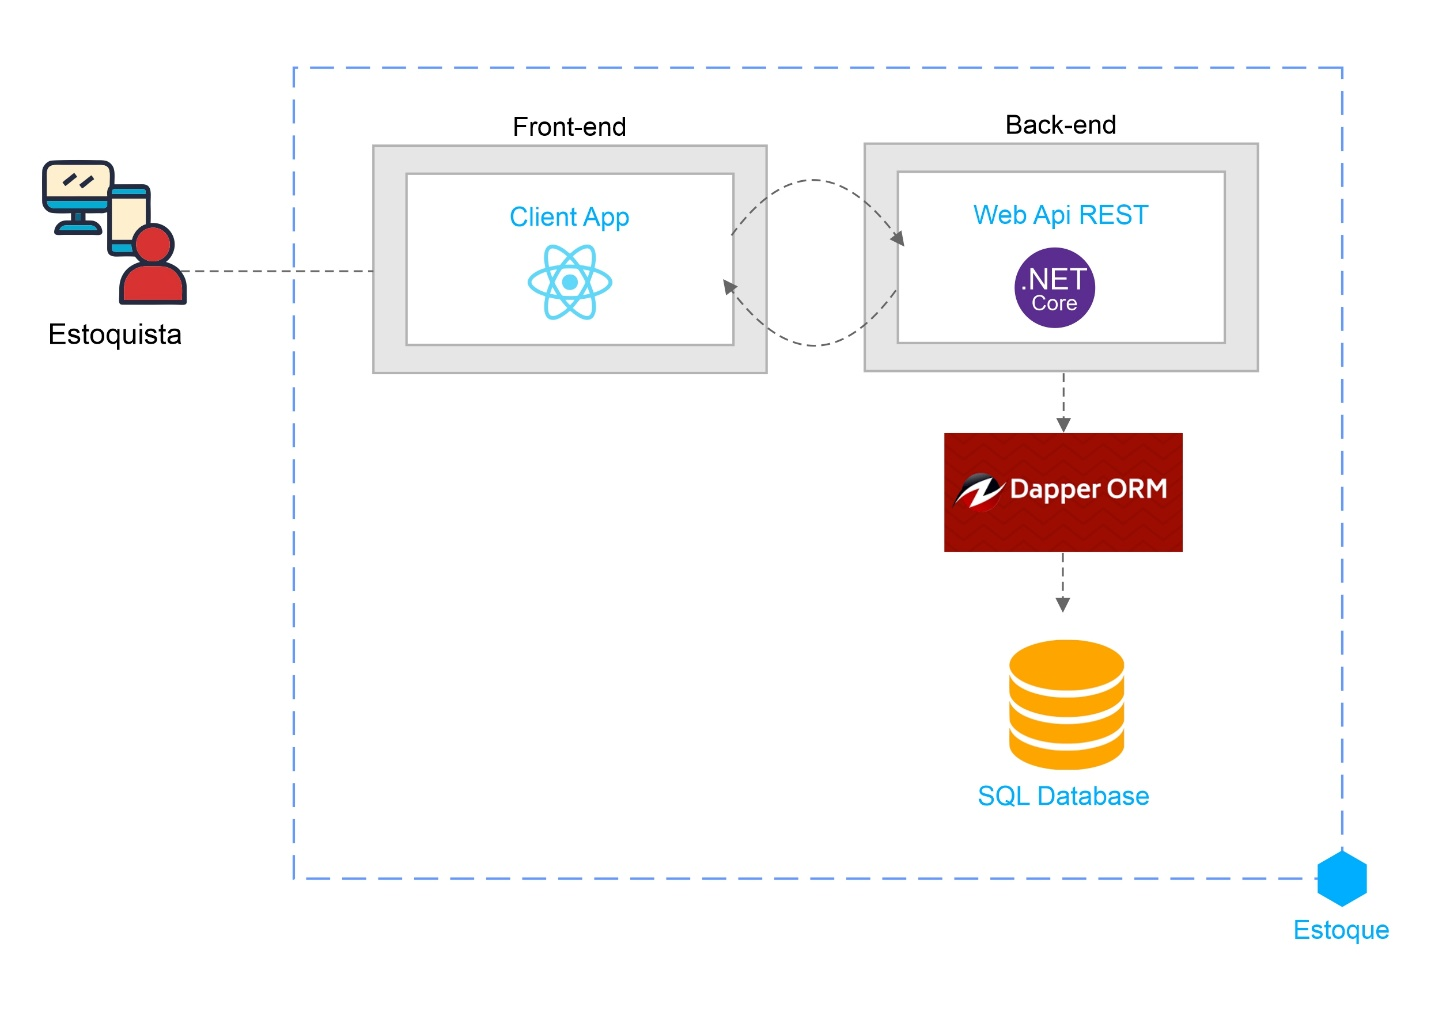 Front-end
Back-end
Client App
Web Api REST
.NET
Core
Estoquista
Dapper ORM
SQL Database
Estoque